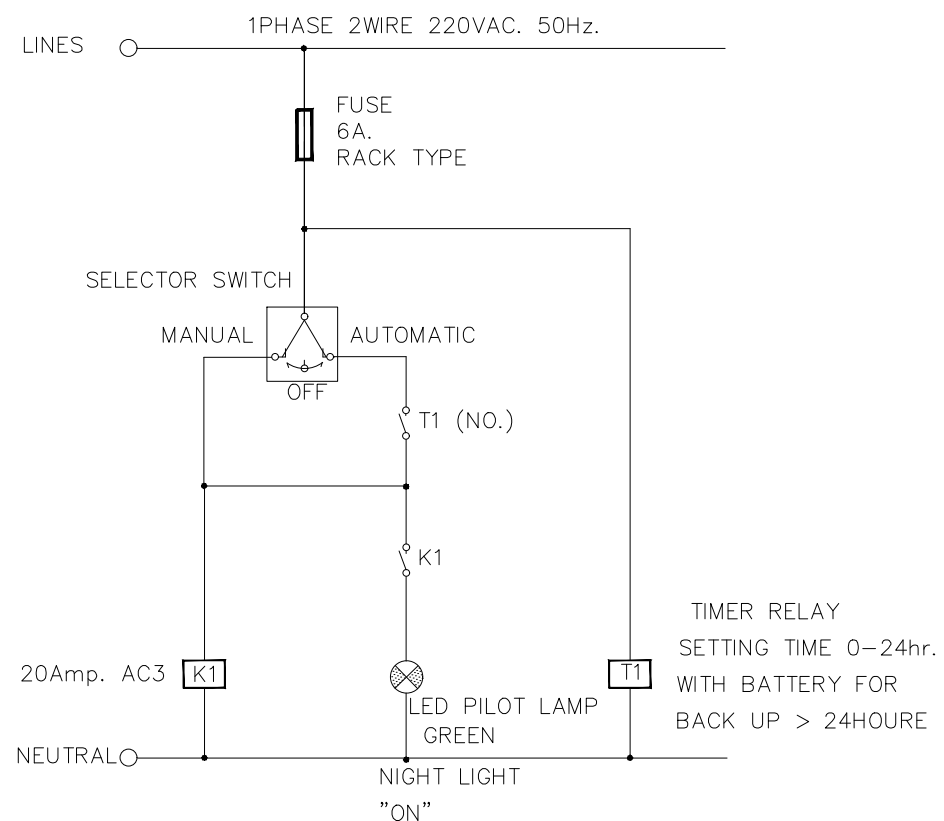 1PHASE 2WIRE 220VAC. 50Hz.
LINES
FUSE
6A.
RACK TYPE
SELECTOR SWITCH
MANUAL
AUTOMATIC
OFF
T1 (NO.)
K1
TIMER RELAY
SETTING TIME 0-24hr.
WITH BATTERY FOR
BACK UP > 24HOURE
20Amp. AC3
K1
T1
LED PILOT LAMP
GREEN
NEUTRAL
NIGHT LIGHT
"ON"